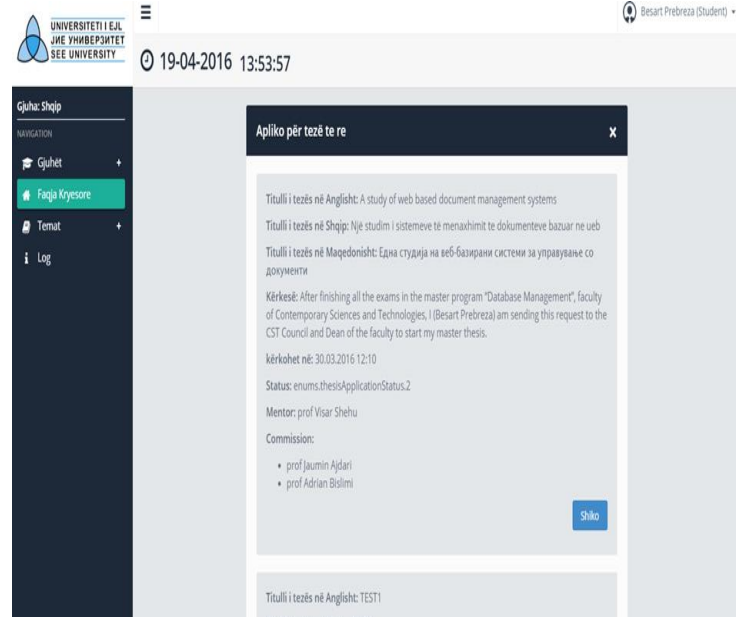 UNIVERSITETI I EJL
ЈИЕ УНИВЕРЗИТЕТ
SEE UNIVERSITY
Besart Prebreza (Student)
19-04-2016 13:53:57
Gjuha: Shqip
NAVIGATION
Gjuhët +
Faqja Kryesore
Temat +
Log
Apliko për tezë te re x
Titulli i tezës në Anglisht: A study of web based document management systems
Titulli i tezës në Shqip: Një studim i sistemeve të menaxhimit te dokumenteve bazuar ne ueb
Titulli i tezës në Maqedonisht: Една студија на веб-базирани системи за управување со
документи
Kërkesë: After finishing all the exams in the master program "Database Management", faculty
of Contemporary Sciences and Technologies, I (Besart Prebreza) am sending this request to the
CST Council and Dean of the faculty to start my master thesis.
kërkohet në: 30.03.2016 12:10
Status: enums.thesisApplicationStatus.2
Mentor: prof Visar Shehu
Commission:
• prof Jaumin Ajdari
• prof Adrian Bislimi
Shiko
Titulli i tezës në Anglisht: TEST1